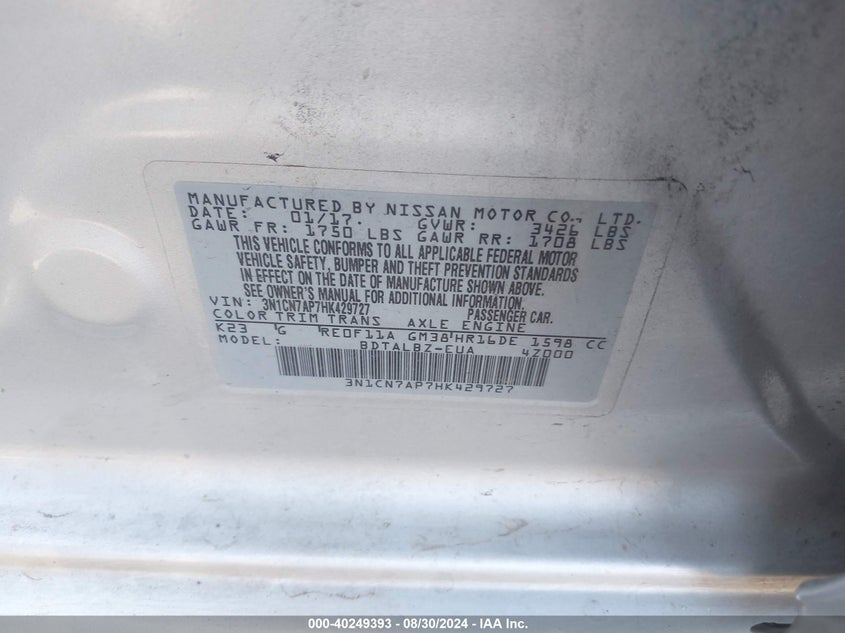 MANUFACTURED BY NISSAN MOTOR CO., LTD.
DATE: 01/17. GVWR: 3426 LBS
GAWR FR: 1750 LBS GAWR RR: 1708 LBS
THIS VEHICLE CONFORMS TO ALL APPLICABLE FEDERAL MOTOR
VEHICLE SAFETY, BUMPER AND THEFT PREVENTION STANDARDS
IN EFFECT ON THE DATE OF MANUFACTURE SHOWN ABOVE.
SEE OWNER'S MANUAL FOR ADDITIONAL INFORMATION.
VIN: 3N1CN7AP7HK429727 PASSENGER CAR.
COLOR TRIM TRANS AXLE ENGINE
K23 G RE0F11A GM38 HR16DE 1598 CC
MODEL: BDTALBZ-EUA 4Z000
3N1CN7AP7HK429727
000-40249393 - 08/30/2024 - IAA Inc.